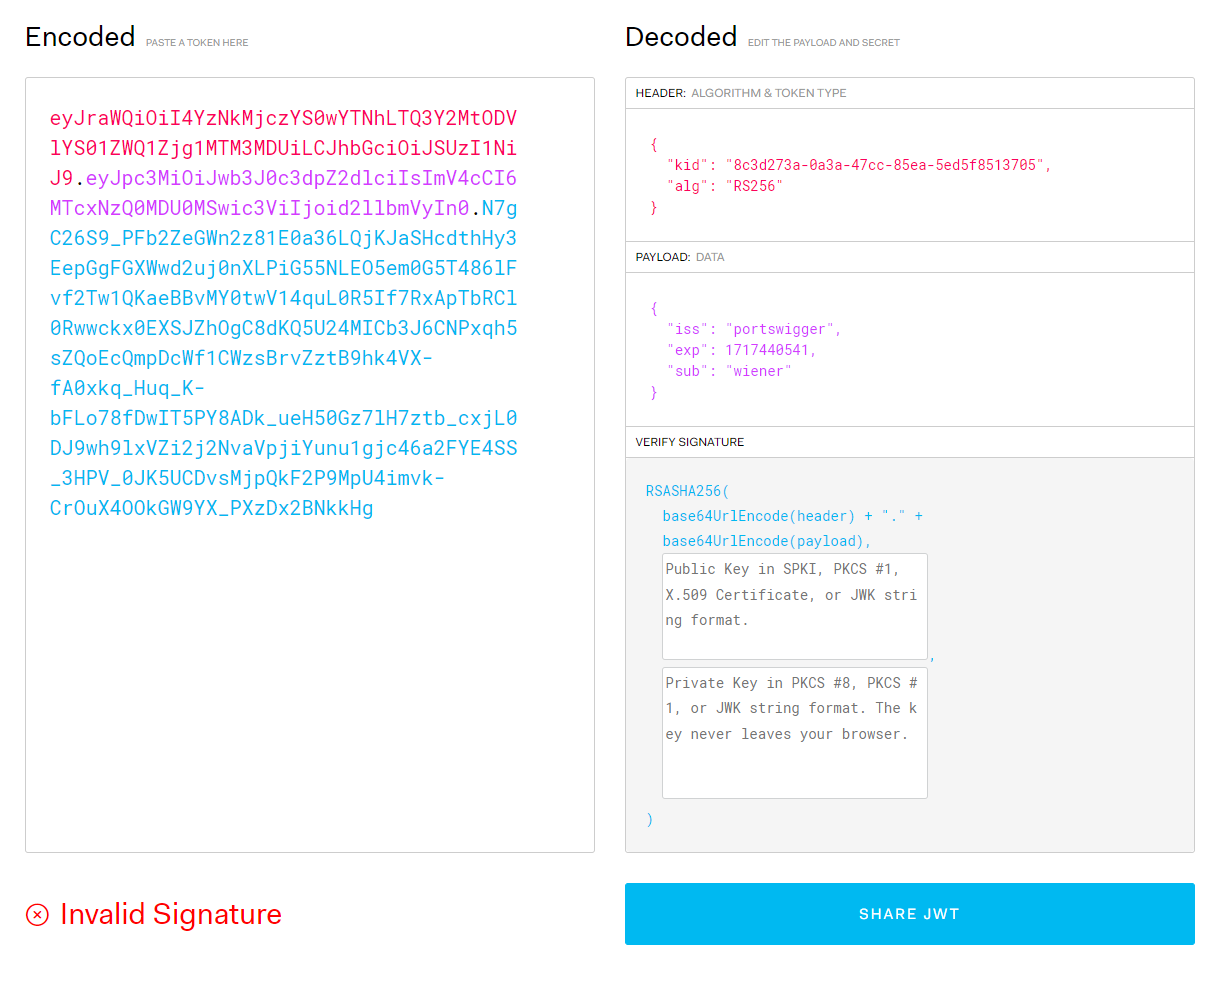 Encoded PASTE A TOKEN HERE
eyJraWQiOiI4YzNkMjczYS0wYTNhLTQ3Y2MtODV
lYS01ZWQ1Zjg1MTM3MDUiLCJhbGciOiJSUzI1Ni
J9.eyJpc3MiOiJwb3J0c3dpZ2dlciIsImV4cCI6
MTcxNzQ0MDU0MSwic3ViIjoid2llbmVyIn0.N7g
C26S9_PFb2ZeGWn2z81E0a36LQjKJaSHcdthHy3
EepGgFGXWwd2uj0nXLPiG55NLEO5em0G5T486lF
vf2Tw1QKaeBBvMY0twV14quL0R5If7RxApTbRCl
0Rwwckx0EXSJZhOgC8dKQ5U24MICb3J6CNPxqh5
sZQoEcQmpDcWf1CWzsBrvZztB9hk4VX-
fA0xkq_Huq_K-
bFLo78fDwIT5PY8ADk_ueH50Gz7lH7ztb_cxjL0
DJ9wh9lxVZi2j2NvaVpjiYunu1gjc46a2FYE4SS
_3HPV_0JK5UCDvsMjpQkF2P9MpU4imvk-
CrOuX4OOkGW9YX_PXzDx2BNkkHg
Invalid Signature
Decoded EDIT THE PAYLOAD AND SECRET
HEADER: ALGORITHM & TOKEN TYPE
{
"kid": "8c3d273a-0a3a-47cc-85ea-5ed5f8513705",
"alg": "RS256"
}
PAYLOAD: DATA
{
"iss": "portswigger",
"exp": 1717440541,
"sub": "wiener"
}
VERIFY SIGNATURE
RSASHA256(
base64UrlEncode(header) + "." +
base64UrlEncode(payload),
Public Key in SPKI, PKCS #1,
X.509 Certificate, or JWK stri
ng format.
,
Private Key in PKCS #8, PKCS #
1, or JWK string format. The k
ey never leaves your browser.
)
SHARE JWT